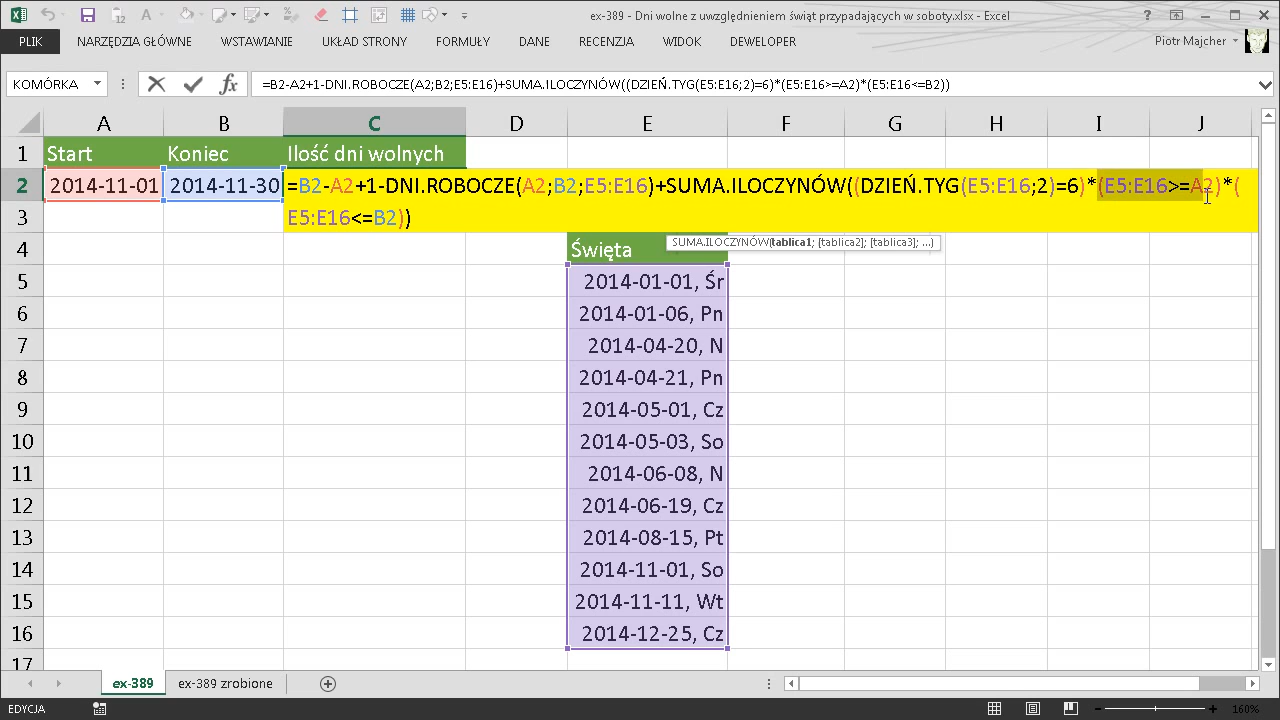 ex-389 - Dni wolne z uwzględnieniem świąt przypadających w soboty.xlsx - Excel
PLIK NARZĘDZIA GŁÓWNE WSTAWIANIE UKŁAD STRONY FORMUŁY DANE RECENZJA WIDOK DEWELOPER Piotr Majcher
KOMÓRKA fx =B2-A2+1-DNI.ROBOCZE(A2;B2;E5:E16)+SUMA.ILOCZYNÓW((DZIEŃ.TYG(E5:E16;2)=6)*(E5:E16>=A2)*(E5:E16<=B2))
A B C D E F G H I J
1 Start Koniec Ilość dni wolnych
2 2014-11-01 2014-11-30 =B2-A2+1-DNI.ROBOCZE(A2;B2;E5:E16)+SUMA.ILOCZYNÓW((DZIEŃ.TYG(E5:E16;2)=6)*(E5:E16>=A2)*(
3 E5:E16<=B2))
4 Święta SUMA.ILOCZYNÓW(tablica1; [tablica2]; [tablica3]; ...)
5 2014-01-01, Śr
6 2014-01-06, Pn
7 2014-04-20, N
8 2014-04-21, Pn
9 2014-05-01, Cz
10 2014-05-03, So
11 2014-06-08, N
12 2014-06-19, Cz
13 2014-08-15, Pt
14 2014-11-01, So
15 2014-11-11, Wt
16 2014-12-25, Cz
17
ex-389 ex-389 zrobione
EDYCJA 160%